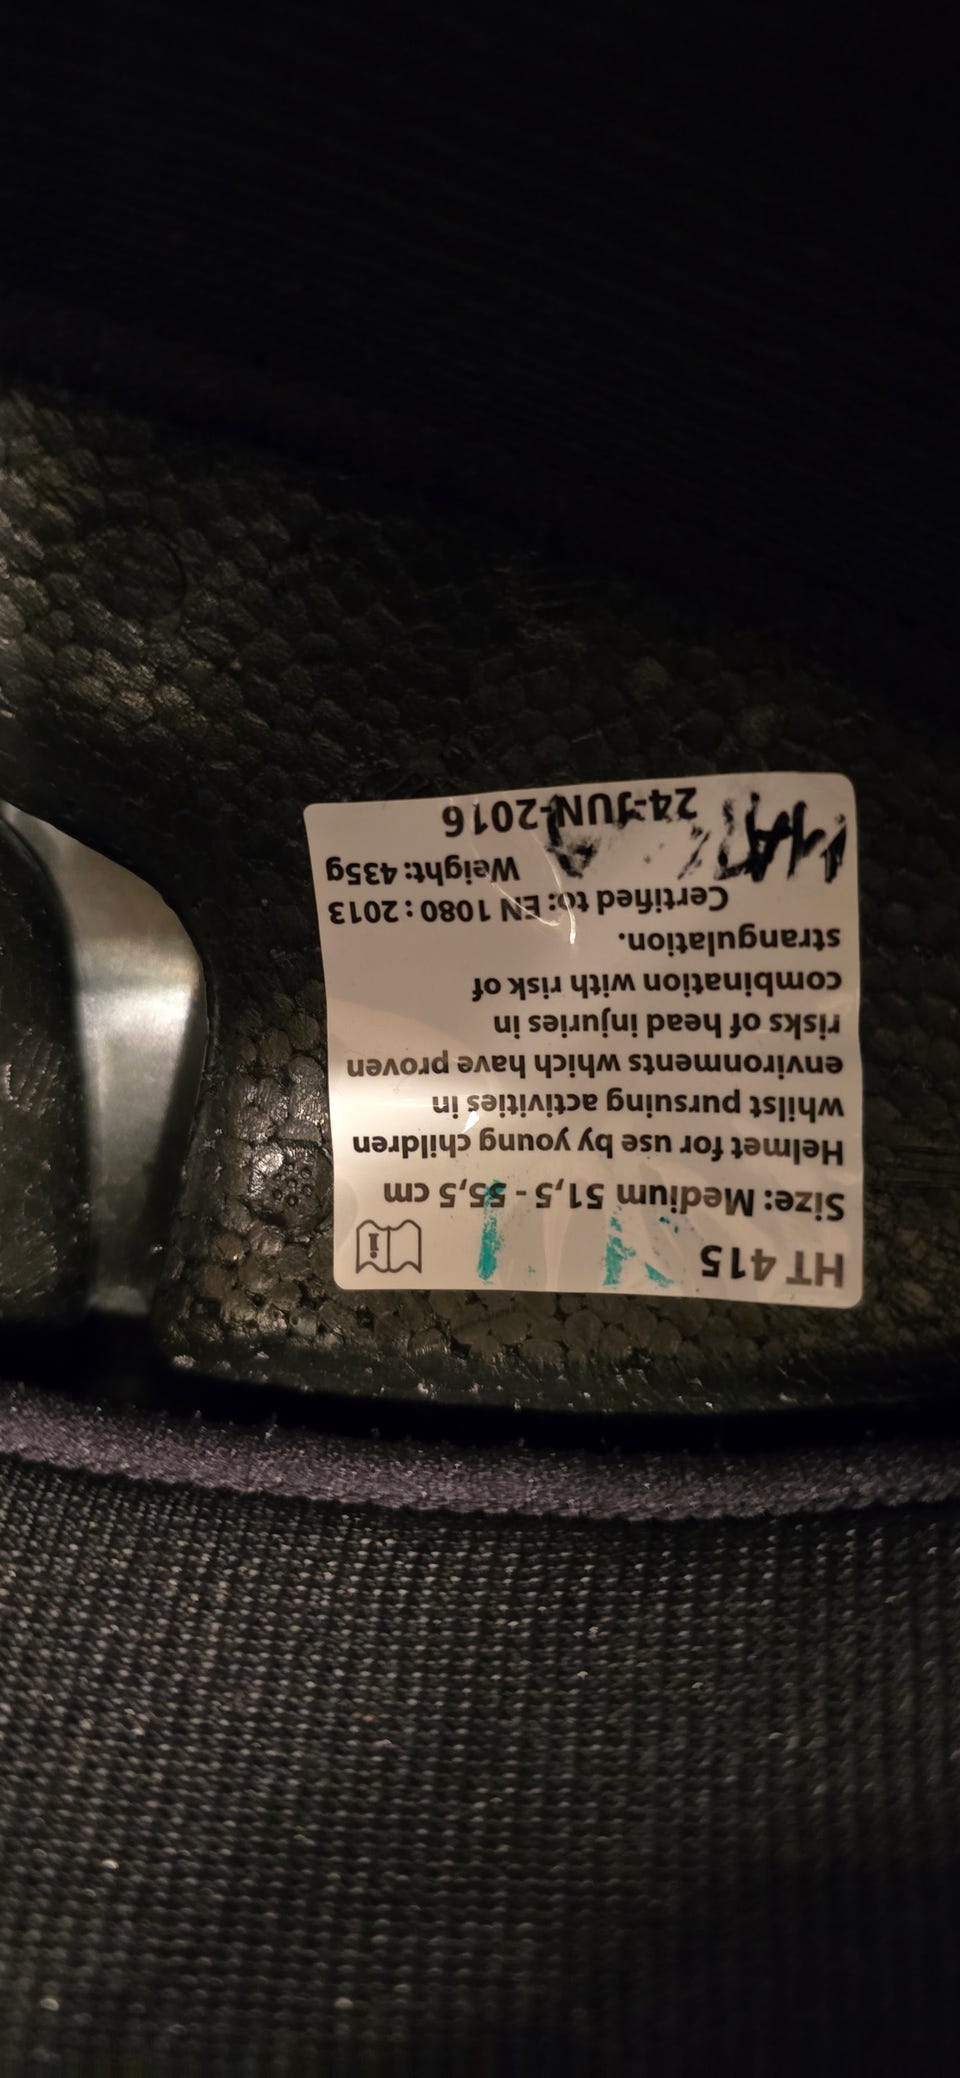 HT 415
Size: Medium 51,5 - 55,5 cm
Helmet for use by young children
whilst pursuing activities in
environments which have proven
risks of head injuries in
combination with risk of
strangulation.
Certified to: EN 1080 : 2013
Weight: 435g
24-JUN-2016